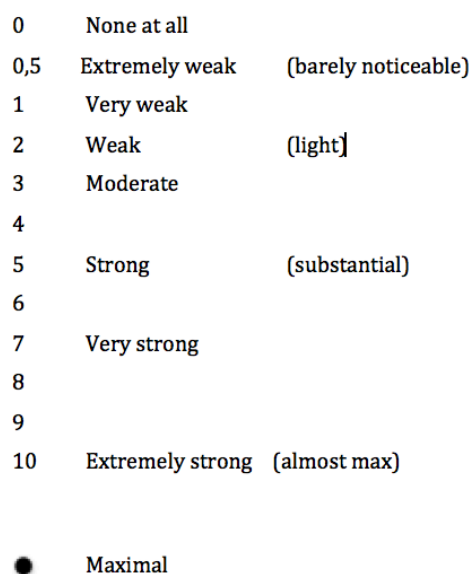 0 None at all
0,5 Extremely weak (barely noticeable)
1 Very weak
2 Weak (light)
3 Moderate
4
5 Strong (substantial)
6
7 Very strong
8
9
10 Extremely strong (almost max)
● Maximal